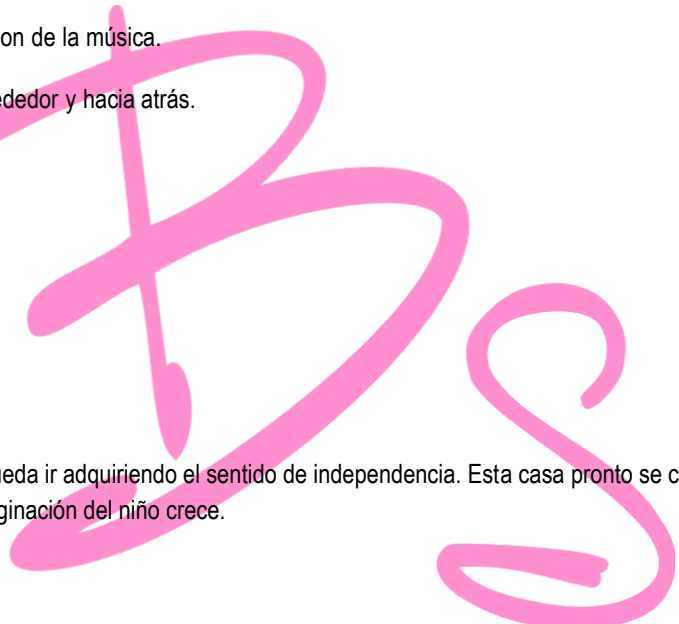 on de la música.
ededor y hacia atrás.
B
s
ueda ir adquiriendo el sentido de independencia. Esta casa pronto se c
ginación del niño crece.